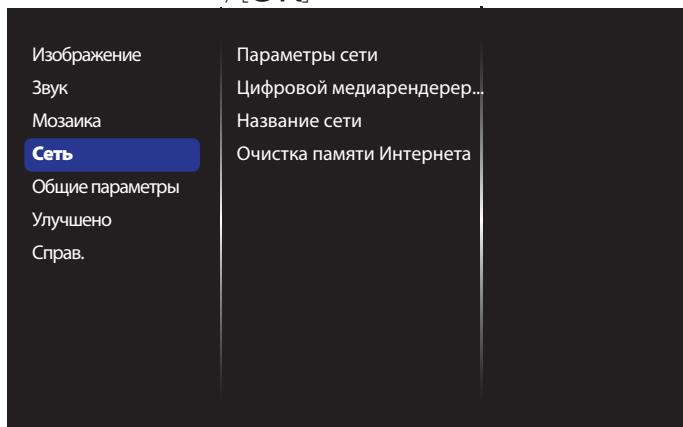 Изображение
Звук
Мозаика
Сеть
Общие параметры
Улучшено
Справ.
Параметры сети
Цифровой медиарендерер...
Название сети
Очистка памяти Интернета